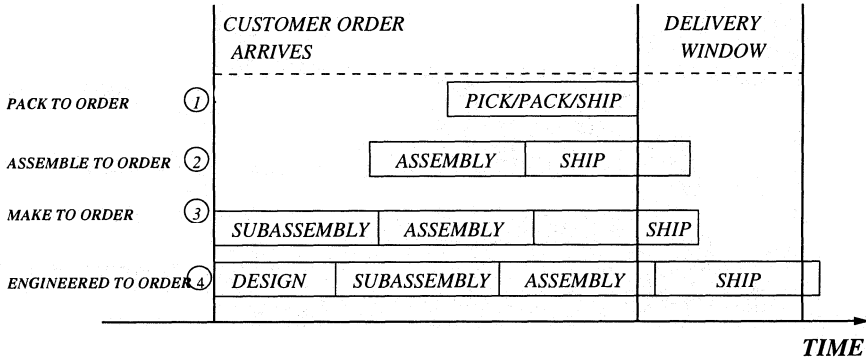 CUSTOMER ORDER
ARRIVES
DELIVERY
WINDOW
PACK TO ORDER 1 PICK/PACK/SHIP
ASSEMBLE TO ORDER 2 ASSEMBLY SHIP
MAKE TO ORDER 3 SUBASSEMBLY ASSEMBLY SHIP
ENGINEERED TO ORDER 4 DESIGN SUBASSEMBLY ASSEMBLY SHIP
TIME